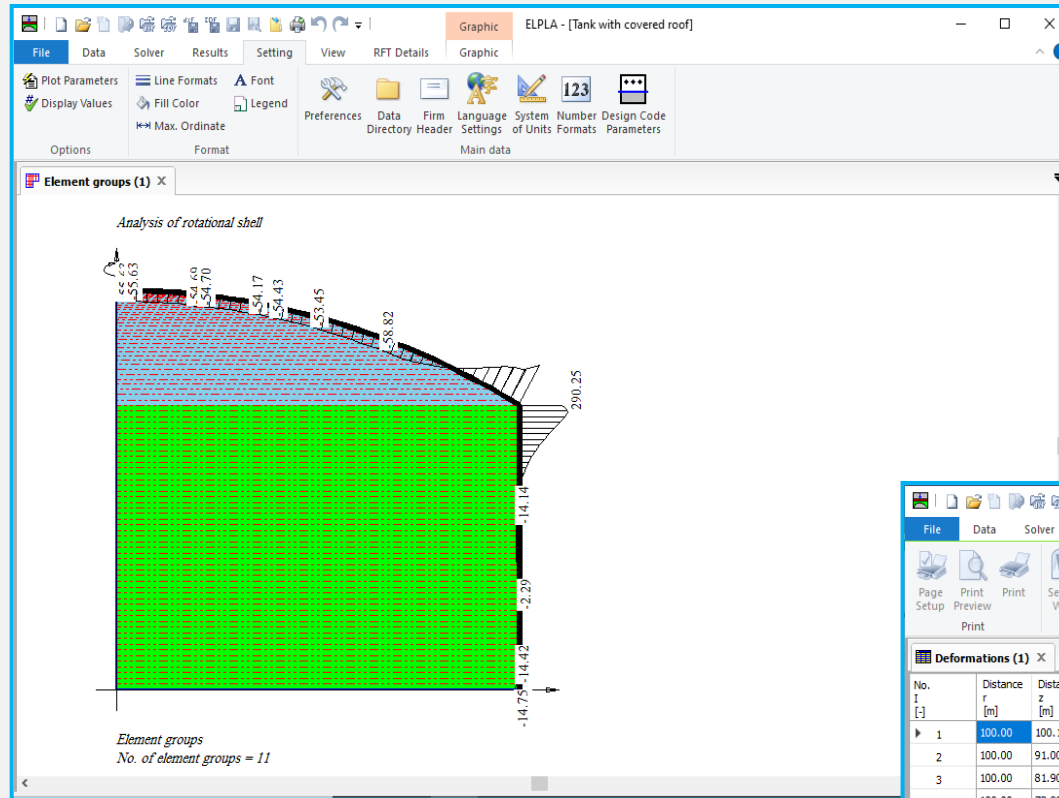 Graphic ELPLA - [Tank with covered roof]
File Data Solver Results Setting View RFT Details Graphic
Plot Parameters
Display Values
Options
Line Formats
Fill Color
Max. Ordinate
Font
Legend
Format
Preferences
Data Directory
Firm Header
Language Settings
System of Units
123
Number Formats
Design Code Parameters
Main data
Element groups (1) X
Analysis of rotational shell
55.63
-54.69
-54.70
-54.17
-54.43
-53.45
-58.82
290.25
-14.14
-2.29
-14.42
-14.75
Element groups
No. of element groups = 11
File Data Solver
Page Setup
Print Preview
Print
Print
Deformations (1) X
No. I [-]
Distance r [m]
z [m]
1 100.00
2 100.00 91.00
3 100.00 81.90